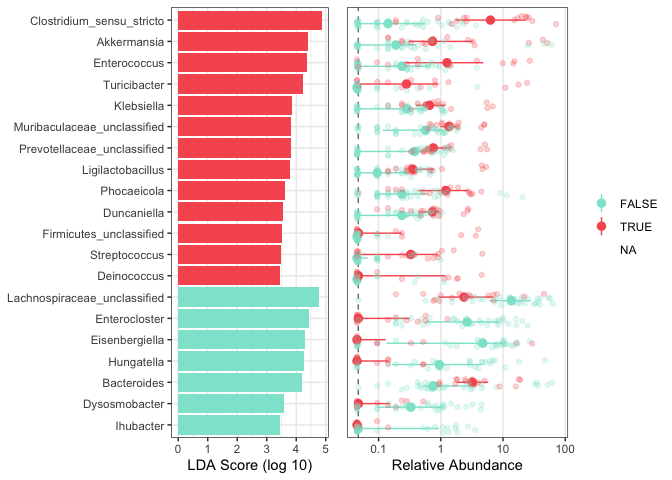 Clostridium_sensu_stricto
Akkermansia
Enterococcus
Turicibacter
Klebsiella
Muribaculaceae_unclassified
Prevotellaceae_unclassified
Ligilactobacillus
Phocaeicola
Duncaniella
Firmicutes_unclassified
Streptococcus
Deinococcus
Lachnospiraceae_unclassified
Enterocloster
Eisenbergiella
Hungatella
Bacteroides
Dysosmobacter
Ihubacter
0 1 2 3 4 5
LDA Score (log 10)
0.1 1 10 100
Relative Abundance
FALSE
TRUE
NA